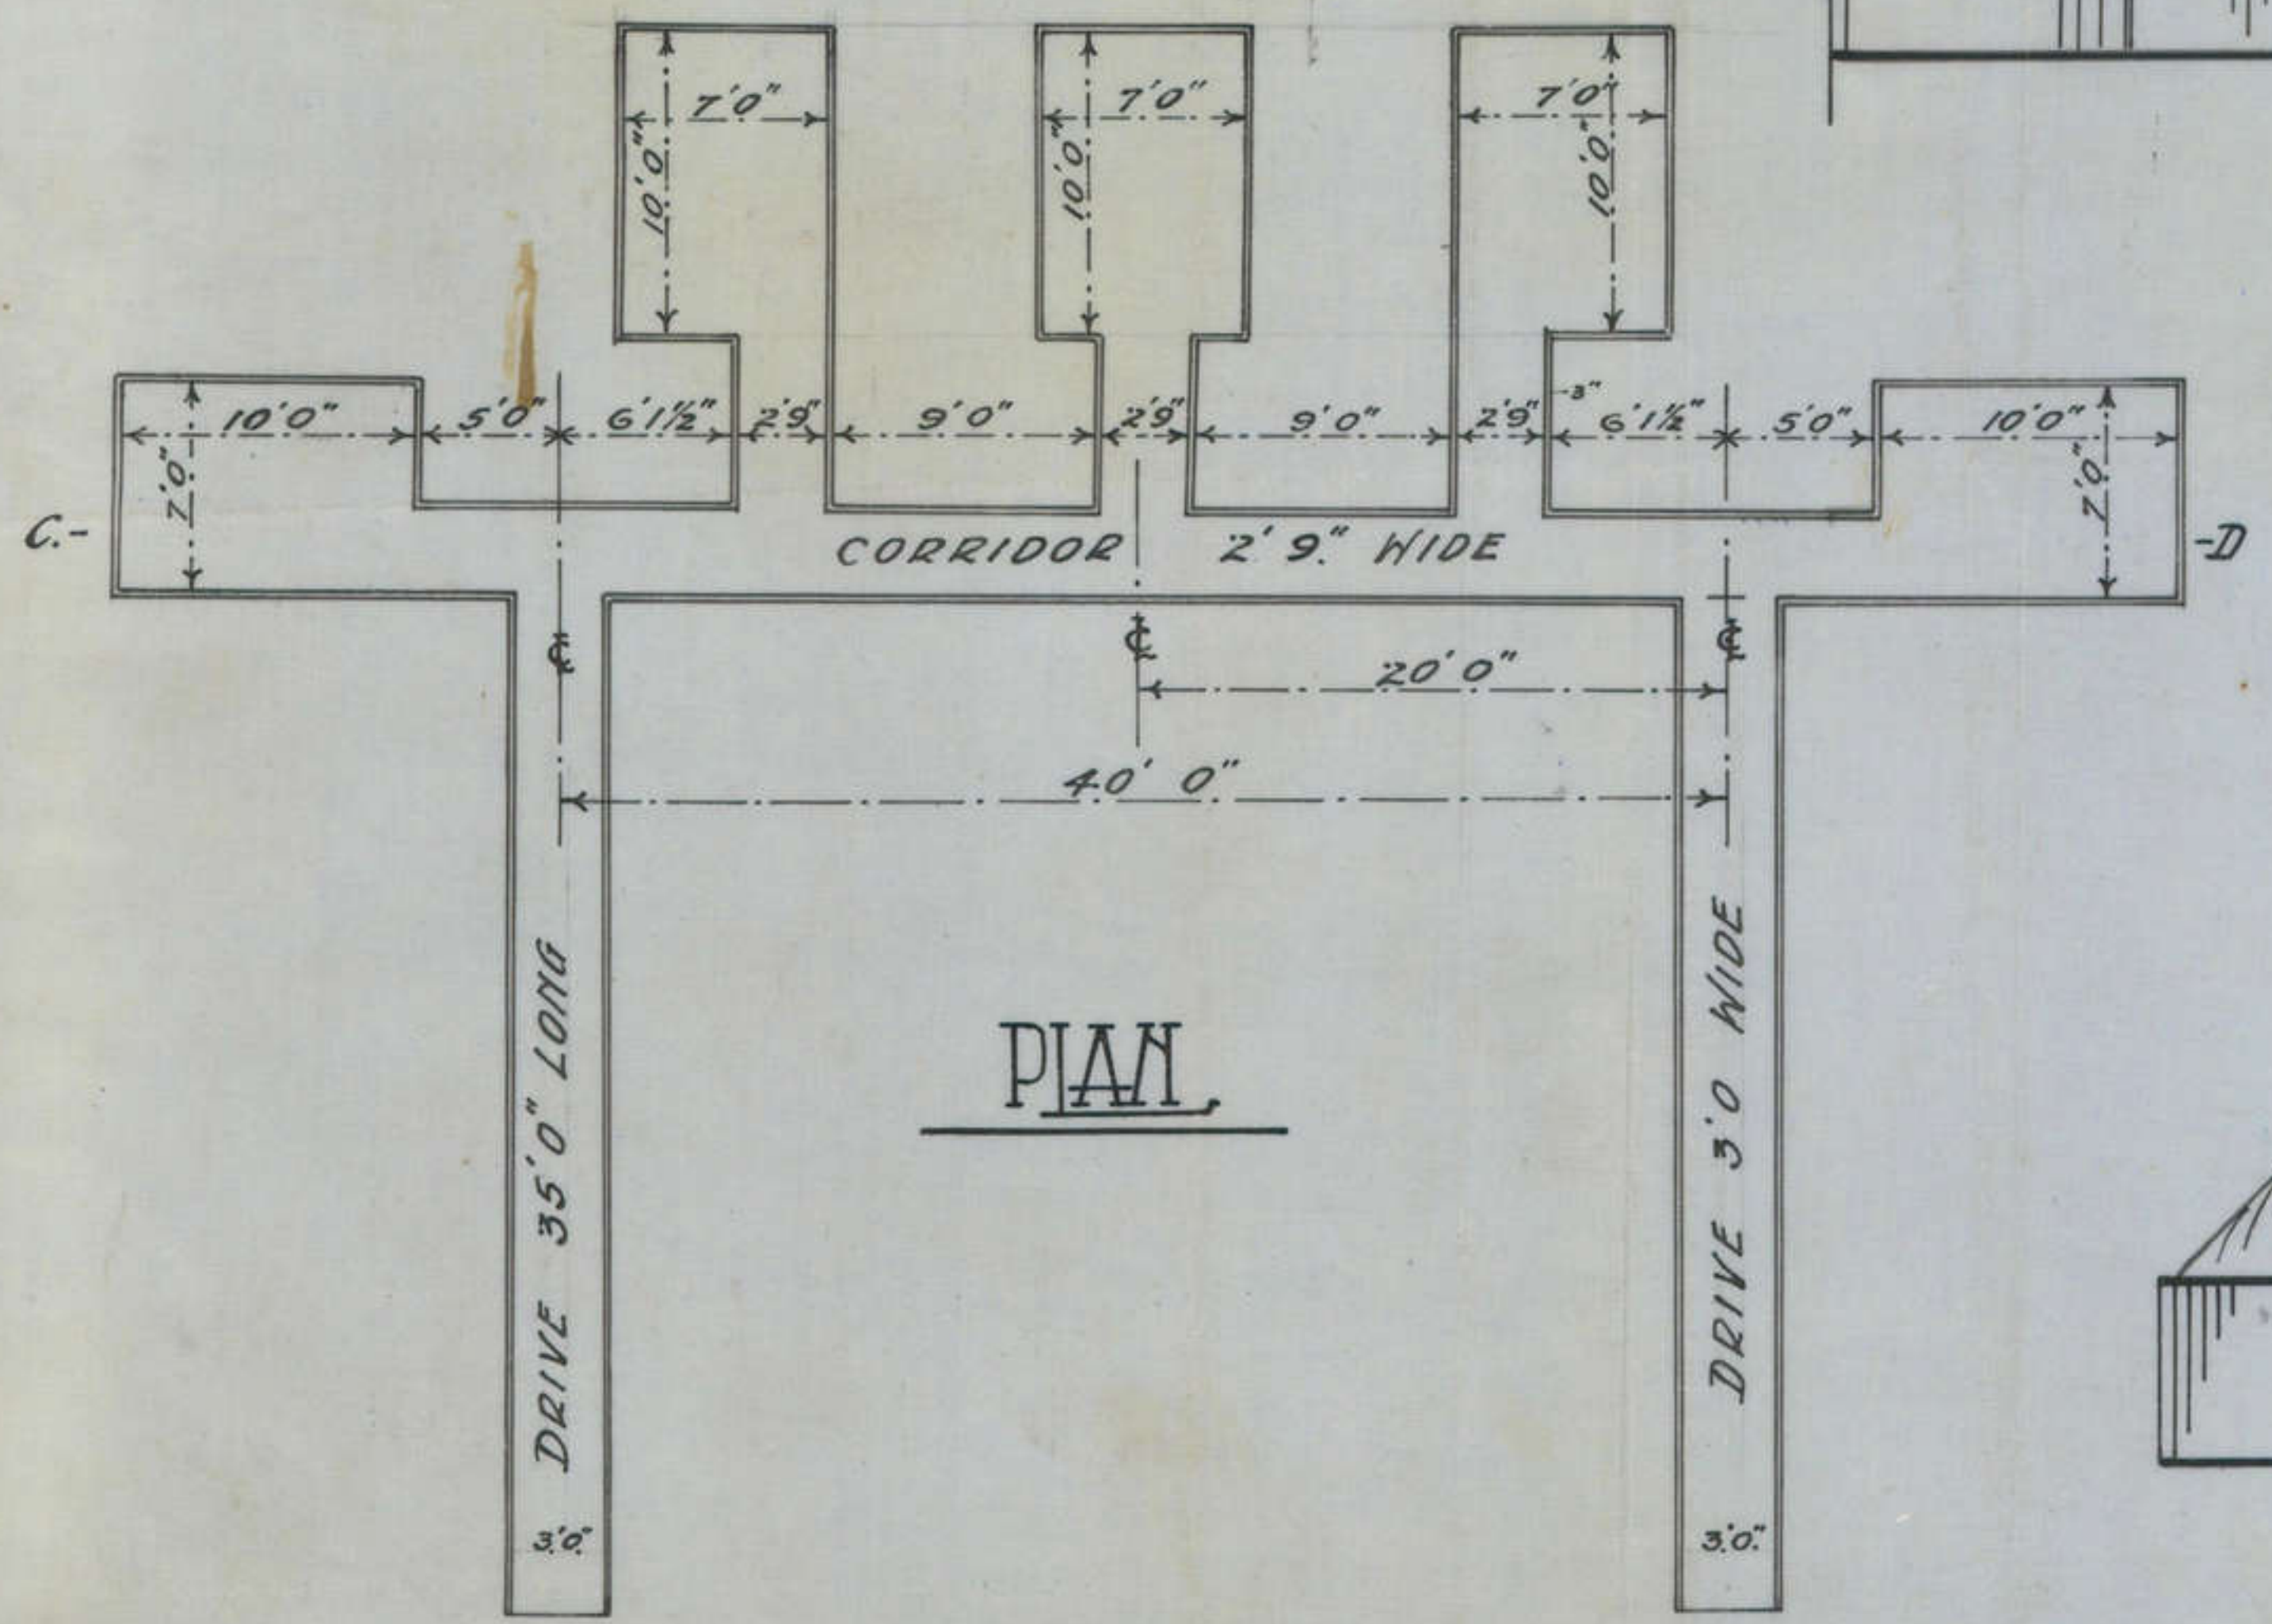 7'0" 7'0" 7'0"
10'0" 10'0" 10'0"
10'0" 5'0" 6'1½" 2'9" 9'0" 2'9" 9'0" 2'9" 3" 6'1½" 5'0" 10'0"
7'0" 7'0"
C.- CORRIDOR 2'9." WIDE -D
℄ ℄ ℄
20'0"
40' 0"
DRIVE 35'0" LONG
PLAN.
DRIVE 3'0 WIDE
3'.0". 3'.0".